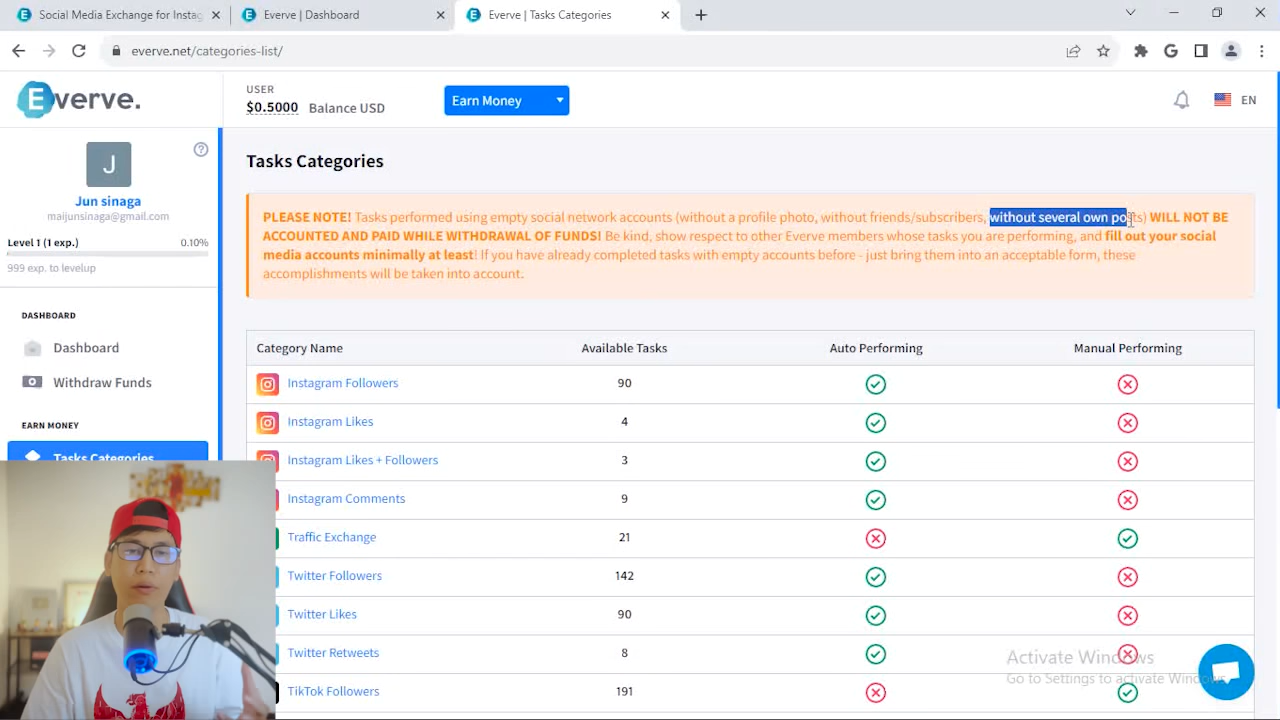 Social Media Exchange for Instag
Everve | Dashboard
Everve | Tasks Categories
everve.net/categories-list/
Everve.
USER
$0.5000 Balance USD
Earn Money
EN
J
Jun sinaga
maijunsinaga@gmail.com
Level 1 (1 exp.) 0.10%
999 exp. to levelup
DASHBOARD
Dashboard
Withdraw Funds
EARN MONEY
Tasks Categories
Tasks Categories
PLEASE NOTE! Tasks performed using empty social network accounts (without a profile photo, without friends/subscribers, without several own posts) WILL NOT BE
ACCOUNTED AND PAID WHILE WITHDRAWAL OF FUNDS! Be kind, show respect to other Everve members whose tasks you are performing, and fill out your social
media accounts minimally at least! If you have already completed tasks with empty accounts before - just bring them into an acceptable form, these
accomplishments will be taken into account.
Category Name Available Tasks Auto Performing Manual Performing
Instagram Followers 90
Instagram Likes 4
Instagram Likes + Followers 3
Instagram Comments 9
Traffic Exchange 21
Twitter Followers 142
Twitter Likes 90
Twitter Retweets 8
TikTok Followers 191
Activate Windows
Go to Settings to activate Windows.